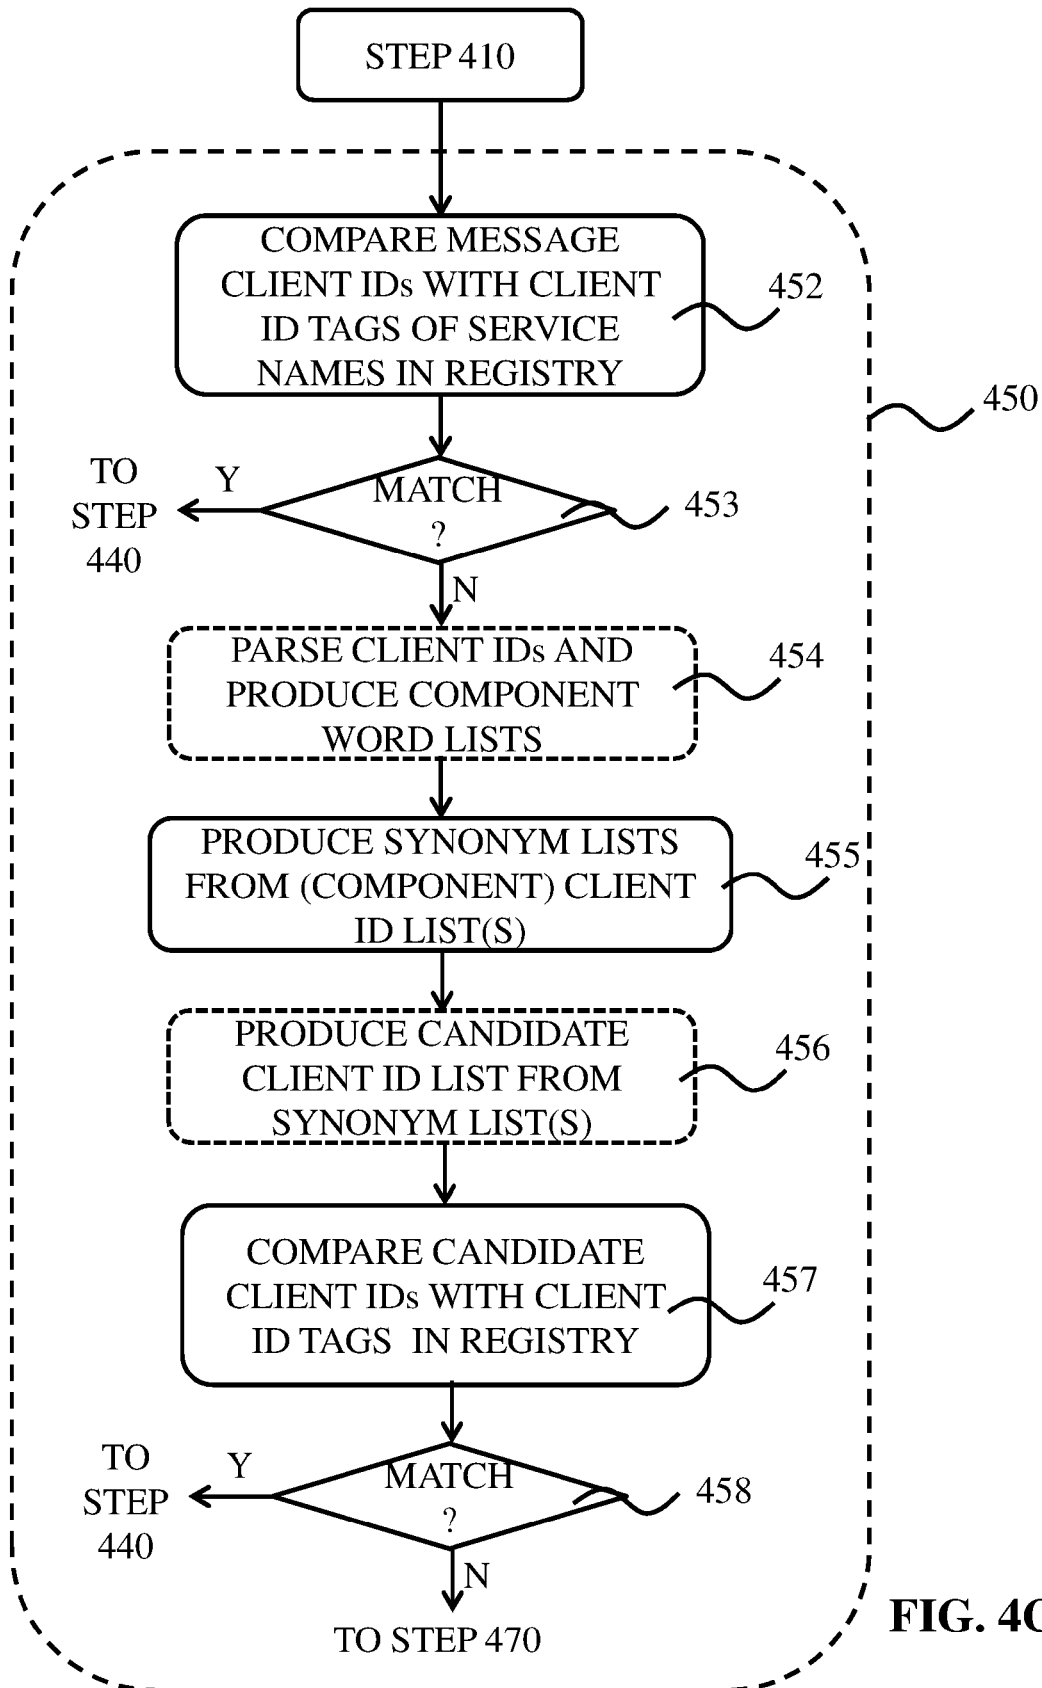 STEP 410
COMPARE MESSAGE
CLIENT IDs WITH CLIENT
ID TAGS OF SERVICE
NAMES IN REGISTRY
452
450
TO
STEP
440
Y
MATCH
?
453
N
PARSE CLIENT IDs AND
PRODUCE COMPONENT
WORD LISTS
454
PRODUCE SYNONYM LISTS
FROM (COMPONENT) CLIENT
ID LIST(S)
455
PRODUCE CANDIDATE
CLIENT ID LIST FROM
SYNONYM LIST(S)
456
COMPARE CANDIDATE
CLIENT IDs WITH CLIENT
ID TAGS IN REGISTRY
457
TO
STEP
440
Y
MATCH
?
458
N
TO STEP 470
FIG. 4C